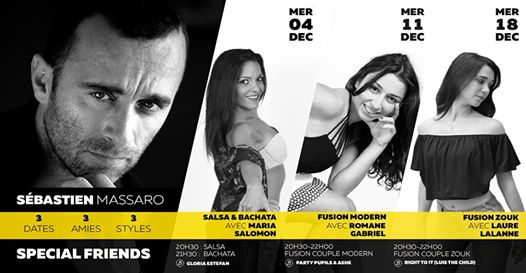 MER
04
DEC
MER
11
DEC
MER
18
DEC
SÉBASTIEN MASSARO
3 3 3
DATES AMIES STYLES
SPECIAL FRIENDS
SALSA & BACHATA
AVEC MARIA
SALOMON
20H30 : SALSA
21H30 : BACHATA
GLORIA ESTEFAN
FUSION MODERN
AVEC ROMANE
GABRIEL
20H30-22H00
FUSION COUPLE MODERN
PARTY PUPILS & ASHE
FUSION ZOUK
AVEC LAURE
LALANNE
20H30-22H00
FUSION COUPLE ZOUK
RIGHT TO IT (LUIS THE CHILD)